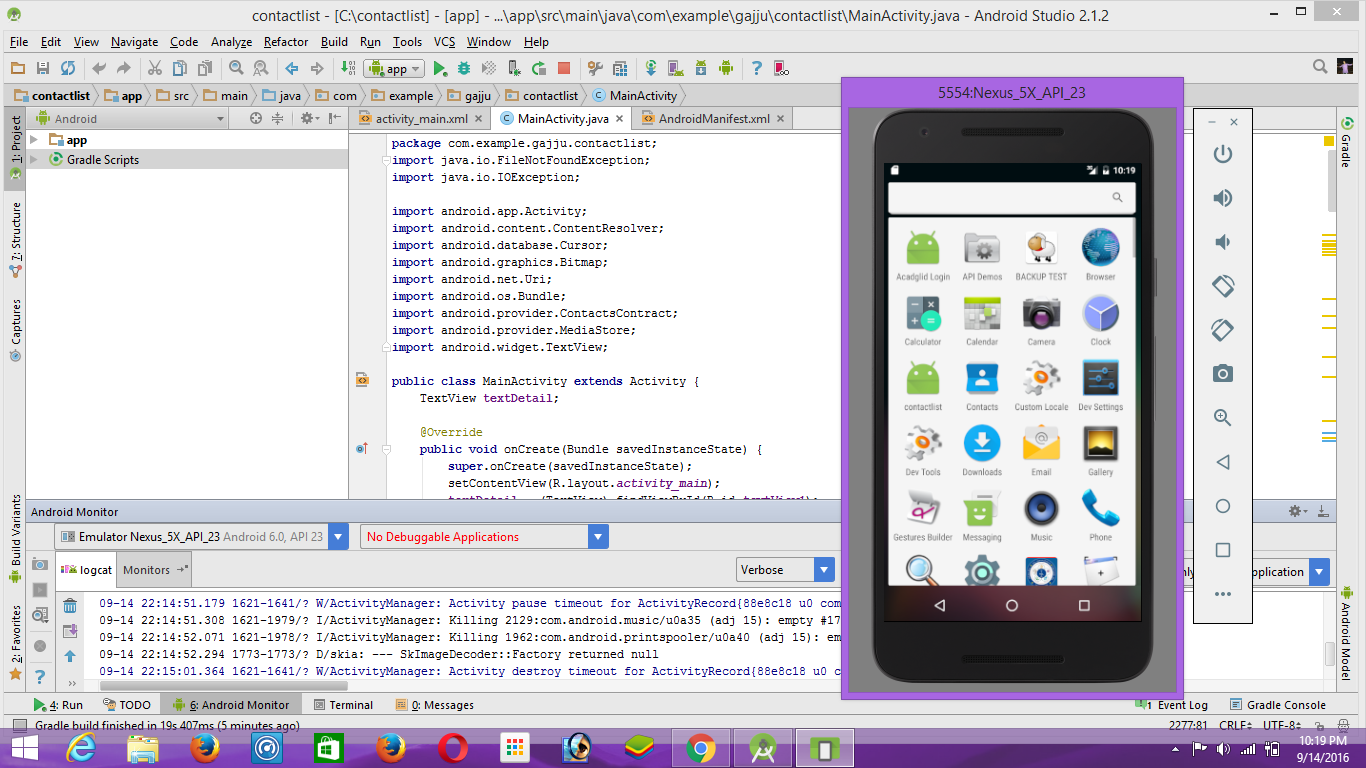 contactlist - [C:\contactlist] - [app] - ...\app\src\main\java\com\example\gajju\contactlist\MainActivity.java - Android Studio 2.1.2
File Edit View Navigate Code Analyze Refactor Build Run Tools VCS Window Help
app
contactlist app src main java com example gajju contactlist MainActivity
Android
activity_main.xml MainActivity.java AndroidManifest.xml
1: Project
7: Structure
Captures
Build Variants
2: Favorites
app
Gradle Scripts
package com.example.gajju.contactlist;
import java.io.FileNotFoundException;
import java.io.IOException;
import android.app.Activity;
import android.content.ContentResolver;
import android.database.Cursor;
import android.graphics.Bitmap;
import android.net.Uri;
import android.os.Bundle;
import android.provider.ContactsContract;
import android.provider.MediaStore;
import android.widget.TextView;
public class MainActivity extends Activity {
TextView textDetail;
@Override
public void onCreate(Bundle savedInstanceState) {
super.onCreate(savedInstanceState);
setContentView(R.layout.activity_main);
5554:Nexus_5X_API_23
10:19
Acadglid Login API Demos BACKUP TEST Browser
Calculator Calendar Camera Clock
contactlist Contacts Custom Locale Dev Settings
Dev Tools Downloads Email Gallery
Gestures Builder Messaging Music Phone
Gradle
Android Model
Android Monitor
Emulator Nexus_5X_API_23 Android 6.0, API 23 No Debuggable Applications
logcat Monitors Verbose pplication
09-14 22:14:51.179 1621-1641/? W/ActivityManager: Activity pause timeout for ActivityRecord{88e8c18 u0 com
09-14 22:14:51.308 1621-1979/? I/ActivityManager: Killing 2129:com.android.music/u0a35 (adj 15): empty #17
09-14 22:14:52.071 1621-1978/? I/ActivityManager: Killing 1962:com.android.printspooler/u0a40 (adj 15): em
09-14 22:14:52.294 1773-1773/? D/skia: --- SkImageDecoder::Factory returned null
09-14 22:15:01.364 1621-1641/? W/ActivityManager: Activity destroy timeout for ActivityRecord{88e8c18 u0 c
4: Run TODO 6: Android Monitor Terminal 0: Messages 1 Event Log Gradle Console
Gradle build finished in 19s 407ms (5 minutes ago) 2277:81 CRLF UTF-8
10:19 PM
9/14/2016